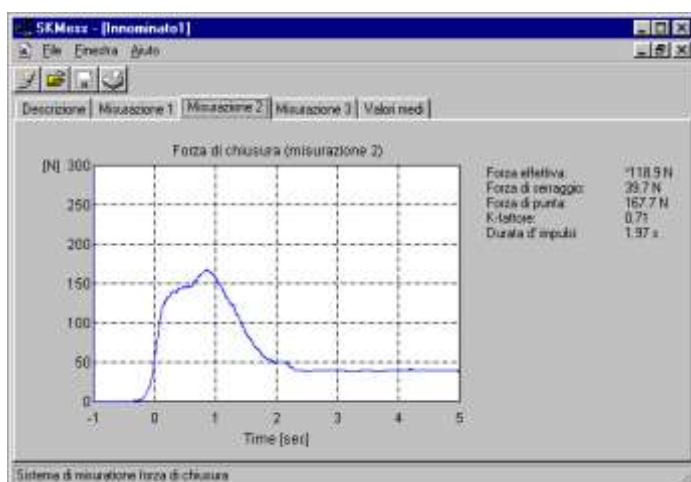 SKMess - [Innominato1]
File Finestra Aiuto
Descrizione Misurazione 1 Misurazione 2 Misurazione 3 Valori medi
Forza di chiusura (misurazione 2)
[N] 300
250
200
150
100
50
0
-1 0 1 2 3 4 5
Time [sec]
Forza effettiva: *118.9 N
Forza di serraggio: 39.7 N
Forza di punta: 167.7 N
K-fattore: 0.71
Durata d' impulsi: 1.97 s
Sistema di misuratione forza di chiusura